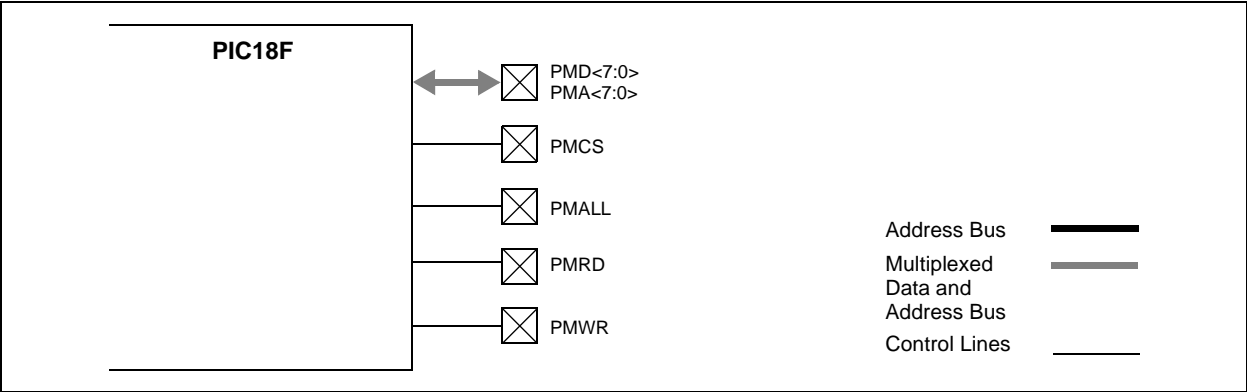 PIC18F
PMD<7:0>
PMA<7:0>
PMCS
PMALL
PMRD
PMWR
Address Bus
Multiplexed
Data and
Address Bus
Control Lines